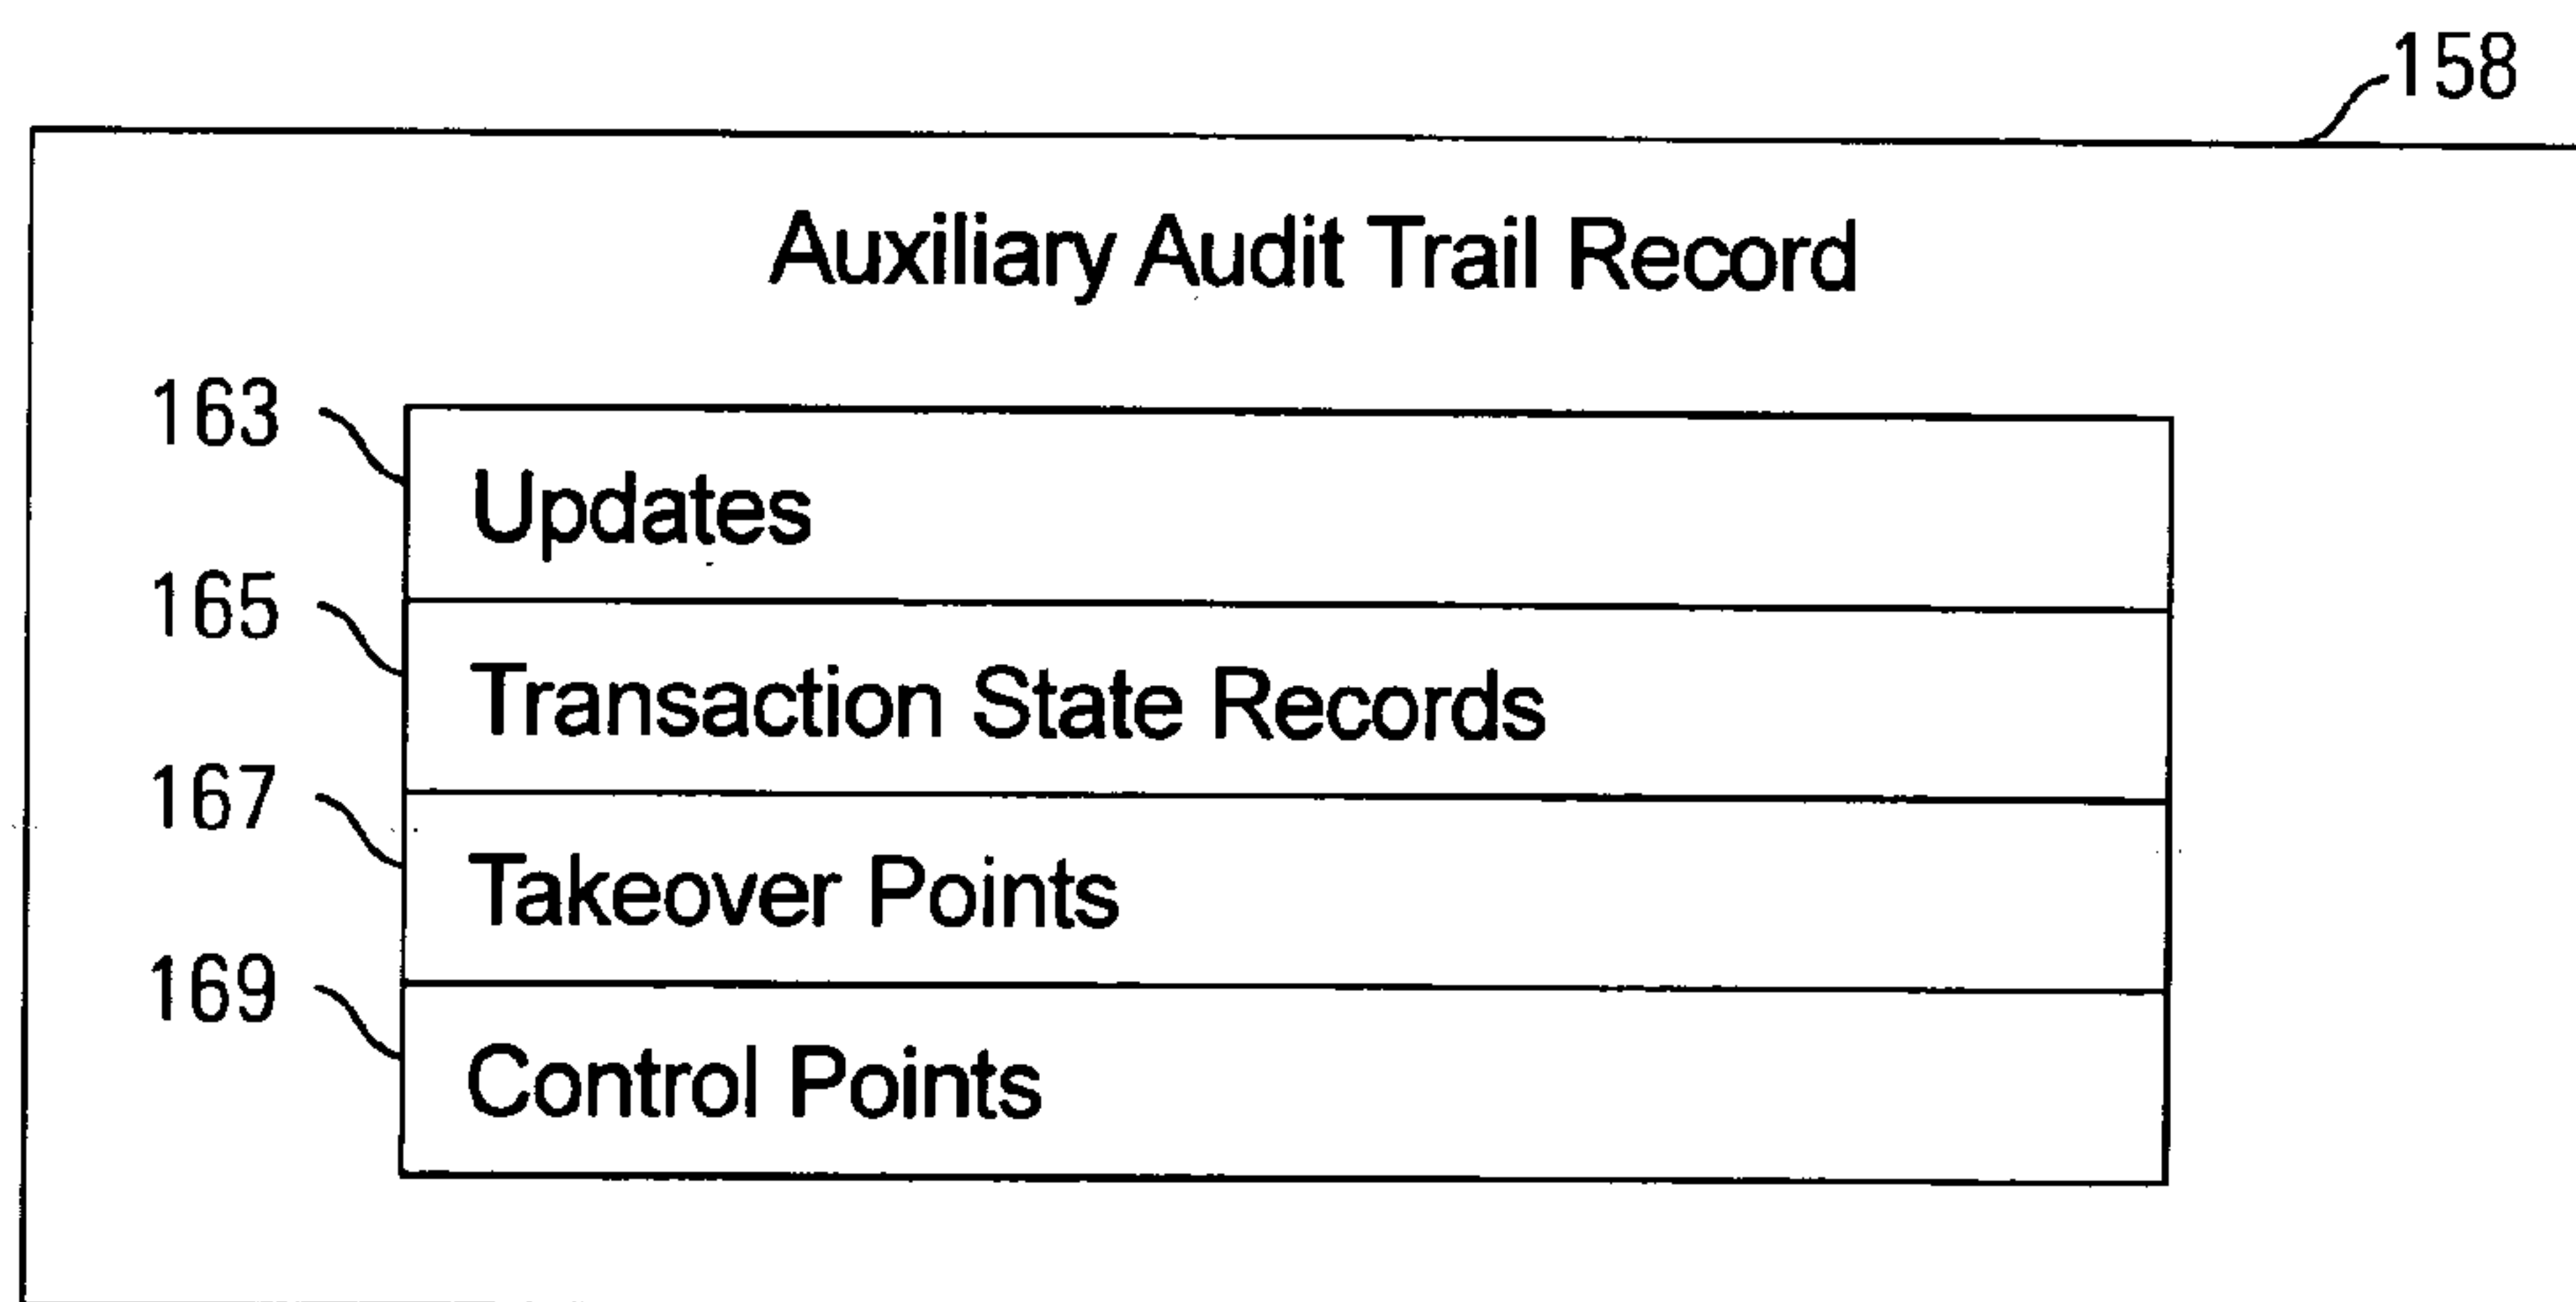 158
Auxiliary Audit Trail Record
163
Updates
165
Transaction State Records
167
Takeover Points
169
Control Points